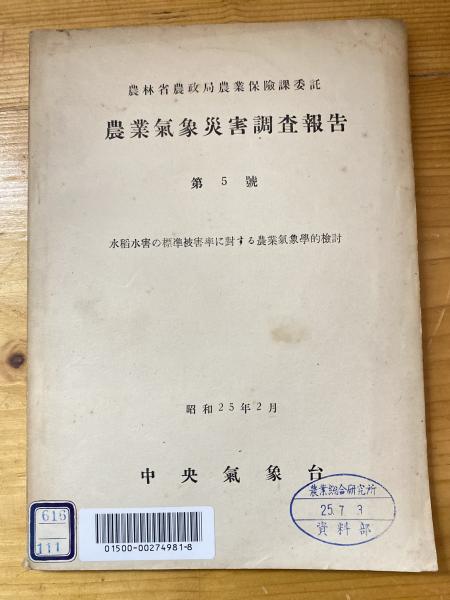 農林省農政局農業保險課委託
農業氣象災害調査報告
第5號
水稻水害の標準被害率に對する農業氣象學的檢討
昭和25年2月
中央氣象台
農業綜合研究所
25.7.3
資料部
616
111
01500-00274981-8